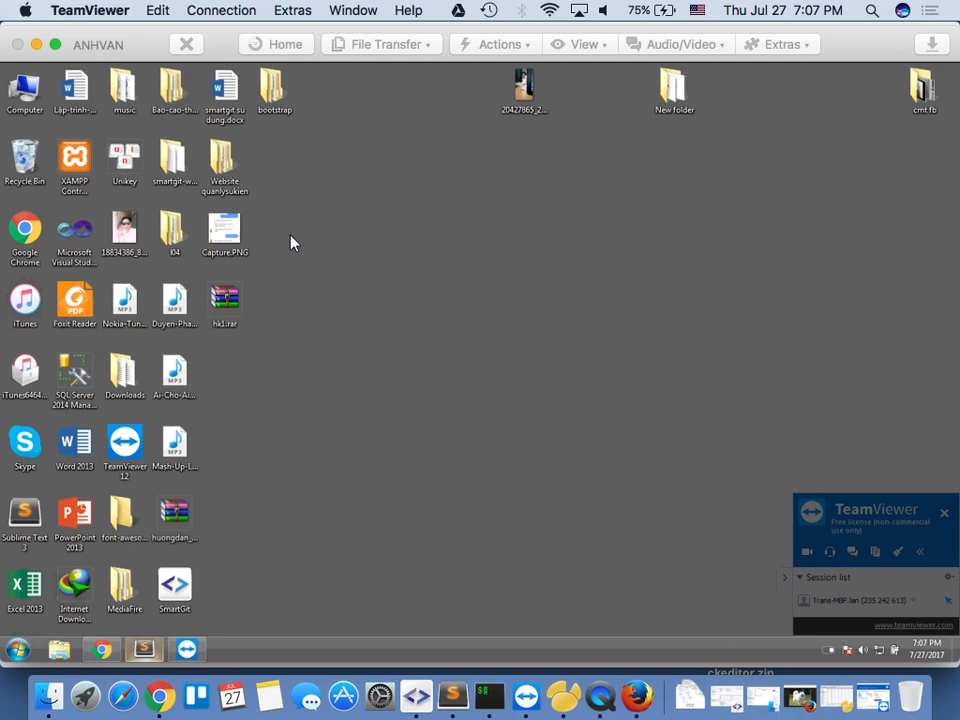 TeamViewer Edit Connection Extras Window Help 75% Thu Jul 27 7:07 PM
ANHVAN Home File Transfer Actions View Audio/Video Extras
Computer Lập-trình-... music Bao-cao-th... smartgit su dung.docx bootstrap 20427865_2... New folder cmt fb
Recycle Bin XAMPP Contr... Unikey smartgit-w... Website quanlysukien
Google Chrome Microsoft Visual Stud... 18834386_8... l04 Capture.PNG
iTunes Foxit Reader Nokia-Tun... Duyen-Pha... hk1.rar
iTunes6464... SQL Server 2014 Mana... Downloads Ai-Cho-Ai...
Skype Word 2013 TeamViewer 12 Mash-Up-L...
Sublime Text 3 PowerPoint 2013 font-aweso... huongdan_...
Excel 2013 Internet Downlo... MediaFire SmartGit
TeamViewer
Free license (non-commercial use only)
Session list
Trans-MBP.lan (235 242 613)
www.teamviewer.com
7:07 PM
7/27/2017
ckeditor.zip